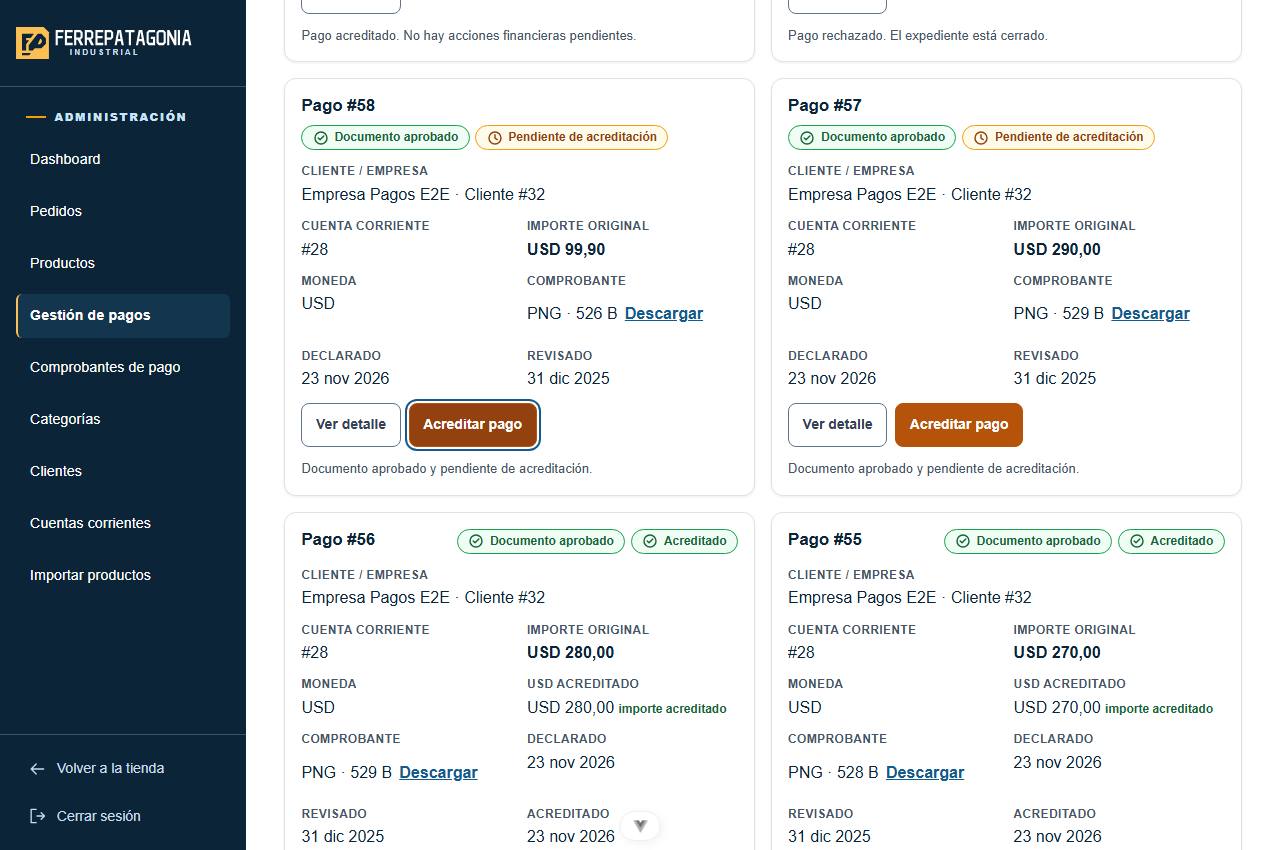 FERREPATAGONIA
INDUSTRIAL
ADMINISTRACIÓN
Dashboard
Pedidos
Productos
Gestión de pagos
Comprobantes de pago
Categorías
Clientes
Cuentas corrientes
Importar productos
Volver a la tienda
Cerrar sesión
Pago acreditado. No hay acciones financieras pendientes.
Pago rechazado. El expediente está cerrado.
Pago #58
Documento aprobado Pendiente de acreditación
CLIENTE / EMPRESA
Empresa Pagos E2E · Cliente #32
CUENTA CORRIENTE IMPORTE ORIGINAL
#28 USD 99,90
MONEDA COMPROBANTE
USD PNG · 526 B Descargar
DECLARADO REVISADO
23 nov 2026 31 dic 2025
Ver detalle Acreditar pago
Documento aprobado y pendiente de acreditación.
Pago #57
Documento aprobado Pendiente de acreditación
CLIENTE / EMPRESA
Empresa Pagos E2E · Cliente #32
CUENTA CORRIENTE IMPORTE ORIGINAL
#28 USD 290,00
MONEDA COMPROBANTE
USD PNG · 529 B Descargar
DECLARADO REVISADO
23 nov 2026 31 dic 2025
Ver detalle Acreditar pago
Documento aprobado y pendiente de acreditación.
Pago #56 Documento aprobado Acreditado
CLIENTE / EMPRESA
Empresa Pagos E2E · Cliente #32
CUENTA CORRIENTE IMPORTE ORIGINAL
#28 USD 280,00
MONEDA USD ACREDITADO
USD USD 280,00 importe acreditado
COMPROBANTE DECLARADO
PNG · 529 B Descargar 23 nov 2026
REVISADO ACREDITADO
31 dic 2025 23 nov 2026
Pago #55 Documento aprobado Acreditado
CLIENTE / EMPRESA
Empresa Pagos E2E · Cliente #32
CUENTA CORRIENTE IMPORTE ORIGINAL
#28 USD 270,00
MONEDA USD ACREDITADO
USD USD 270,00 importe acreditado
COMPROBANTE DECLARADO
PNG · 528 B Descargar 23 nov 2026
REVISADO ACREDITADO
31 dic 2025 23 nov 2026